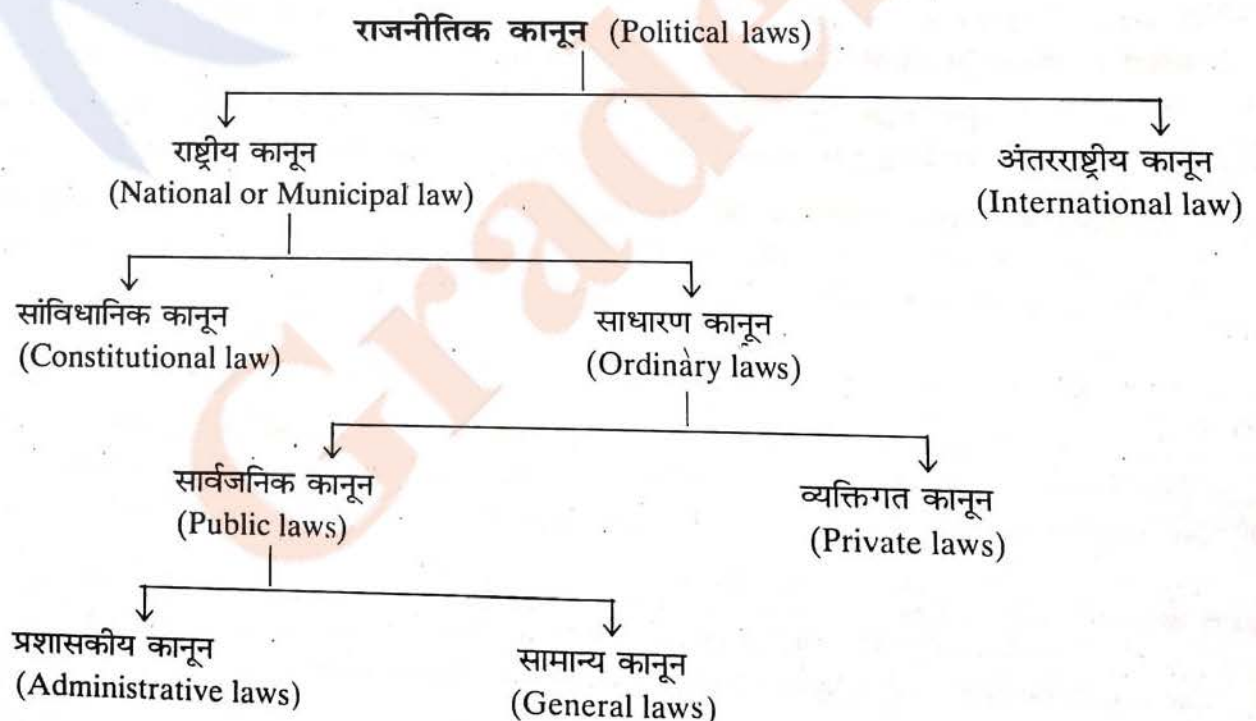 राजनीतिक कानून (Political laws)
राष्ट्रीय कानून
(National or Municipal law)
अंतरराष्ट्रीय कानून
(International law)
सांविधानिक कानून
(Constitutional law)
साधारण कानून
(Ordinary laws)
सार्वजनिक कानून
(Public laws)
व्यक्तिगत कानून
(Private laws)
प्रशासकीय कानून
(Administrative laws)
सामान्य कानून
(General laws)
Grade